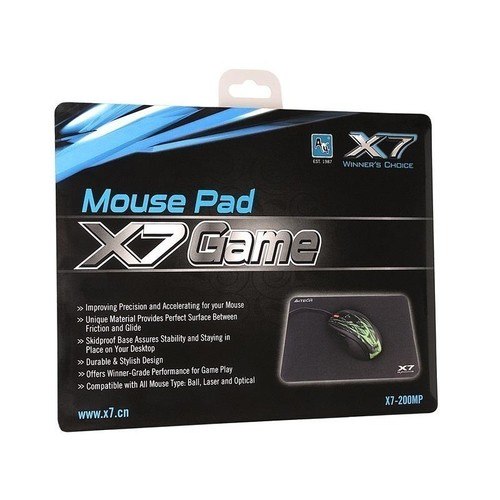 X7
EST. 1987
WINNER'S CHOICE
Mouse Pad
X7 Game
» Improving Precision and Accelerating for your Mouse
» Unique Material Provides Perfect Surface Between
Friction and Glide
» Skidproof Base Assures Stability and Staying in
Place on Your Desktop
» Durable & Stylish Design
» Offers Winner-Grade Performance for Game Play
» Compatible with All Mouse Type: Ball, Laser and Optical
A4TECH
X7
www.x7.cn
X7-200MP